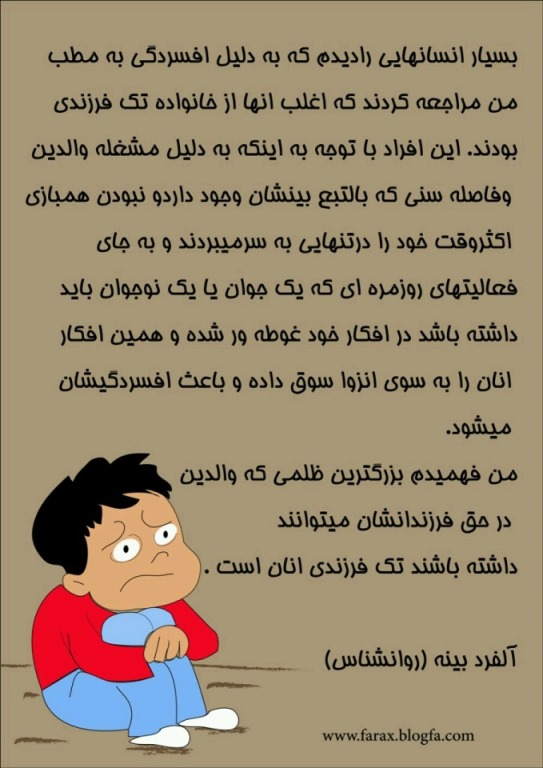 بسیار انسانهایی رادیدم که به دلیل افسردگی به مطب
من مراجعه کردند که اغلب انها از خانواده تک فرزندی
بودند. این افراد با توجه به اینکه به دلیل مشغله والدین
وفاصله سنی که بالتبع بینشان وجود داردو نبودن همبازی
اکثروقت خود را درتنهایی به سرمیبردند و به جای
فعالیتهای روزمره ای که یک جوان یا یک نوجوان باید
داشته باشد در افکار خود غوطه ور شده و همین افکار
انان را به سوی انزوا سوق داده و باعث افسردگیشان
میشود.
من فهمیدم بزرگترین ظلمی که والدین
در حق فرزندانشان میتوانند
داشته باشند تک فرزندی انان است .
آلفرد بینه (روانشناس)
www.farax.blogfa.com